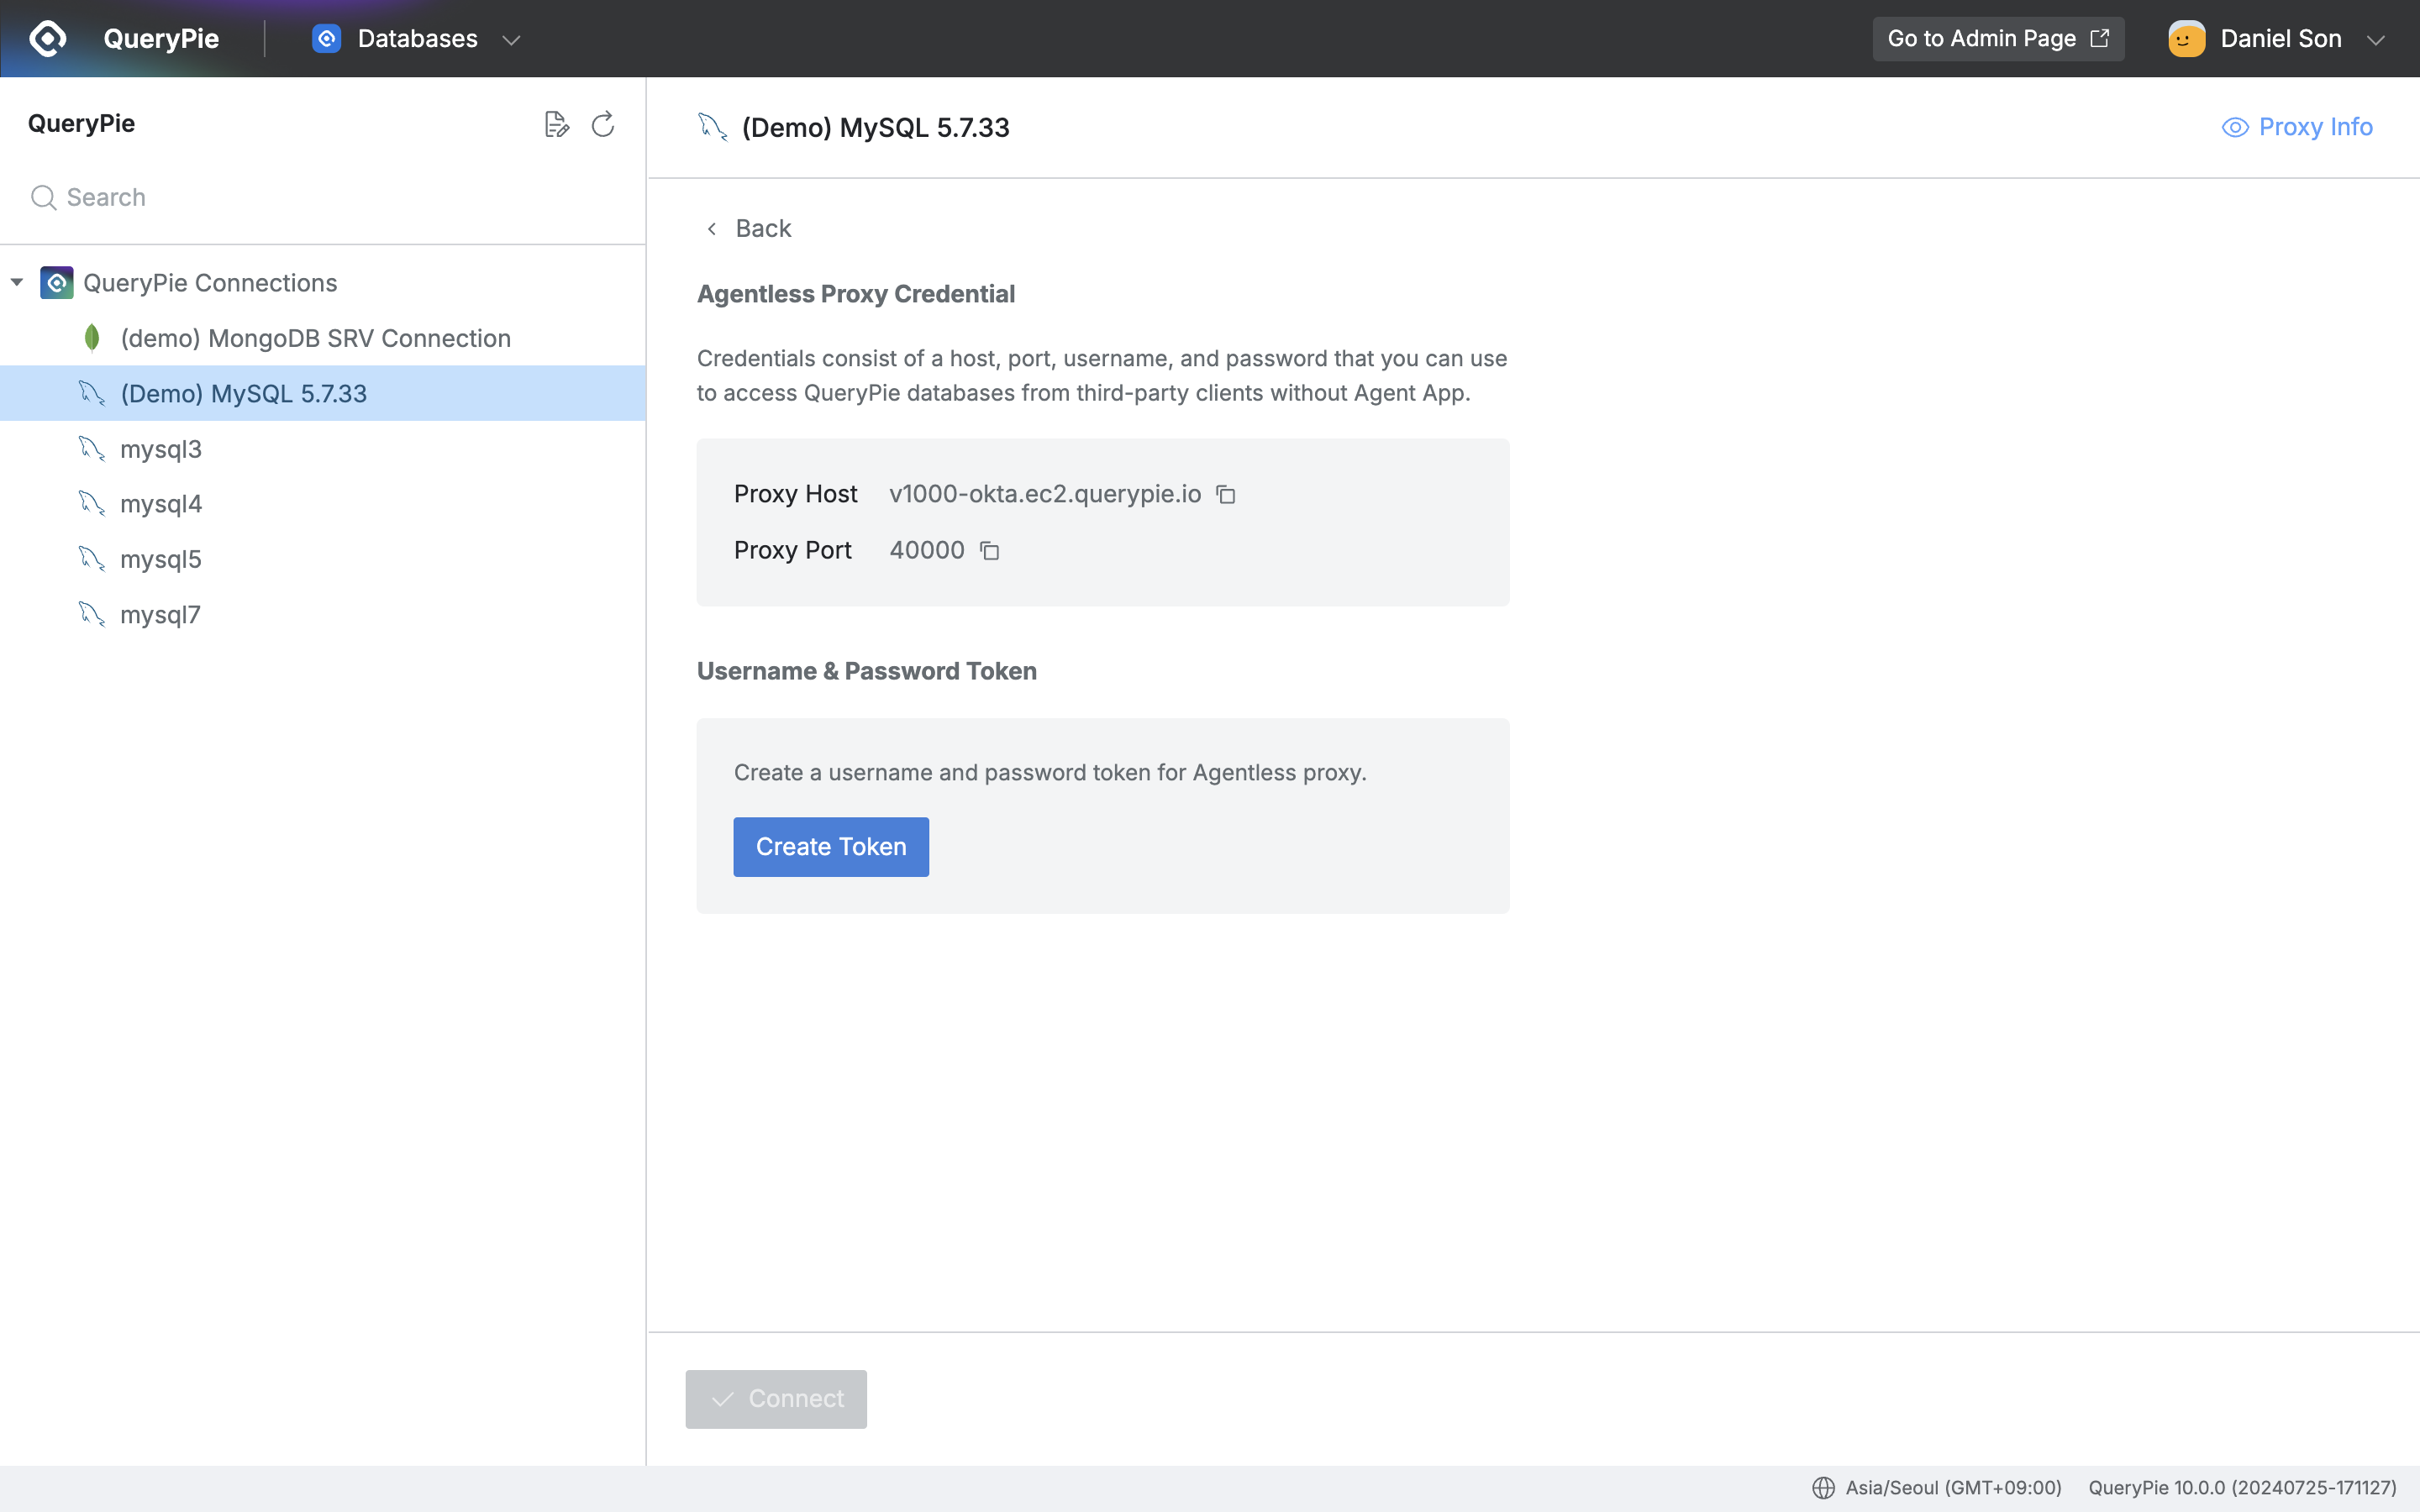 QueryPie
Databases
Go to Admin Page
Daniel Son
QueryPie
Search
QueryPie Connections
(demo) MongoDB SRV Connection
(Demo) MySQL 5.7.33
mysql3
mysql4
mysql5
mysql7
(Demo) MySQL 5.7.33
Proxy Info
Back
Agentless Proxy Credential
Credentials consist of a host, port, username, and password that you can use
to access QueryPie databases from third-party clients without Agent App.
Proxy Host v1000-okta.ec2.querypie.io
Proxy Port 40000
Username & Password Token
Create a username and password token for Agentless proxy.
Create Token
Connect
Asia/Seoul (GMT+09:00) QueryPie 10.0.0 (20240725-171127)